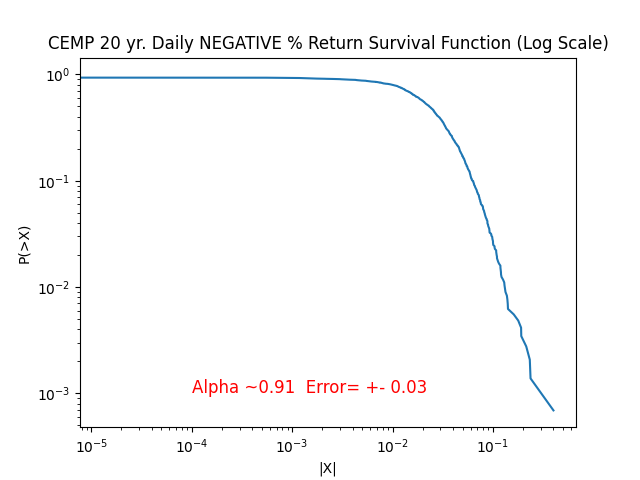 CEMP 20 yr. Daily NEGATIVE % Return Survival Function (Log Scale)
10⁰
10⁻¹
10⁻²
10⁻³
P(>X)
Alpha ~0.91  Error= +- 0.03
10⁻⁵ 10⁻⁴ 10⁻³ 10⁻² 10⁻¹
|X|